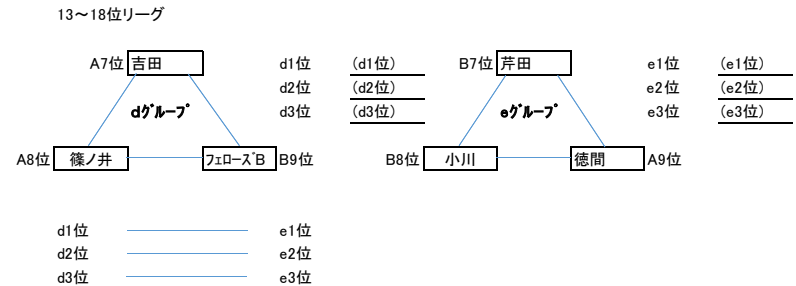 13～18位リーグ
A7位 吉田 d1位 (d1位) B7位 芹田 e1位 (e1位)
d2位 (d2位) e2位 (e2位)
dｸﾞﾙｰﾌﾟ d3位 (d3位) eｸﾞﾙｰﾌﾟ e3位 (e3位)
A8位 篠ノ井 ﾌｪﾛｰｽﾞB B9位 B8位 小川 徳間 A9位
d1位 e1位
d2位 e2位
d3位 e3位